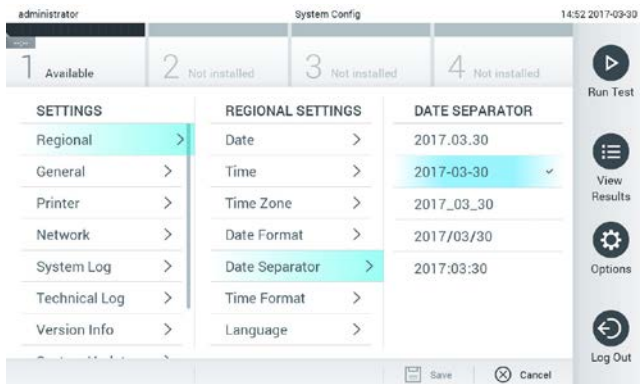 administrator
System Config
14:52 2017-03-30
1 Available
2 Not installed
3 Not installed
4 Not installed
Run Test
View
Results
Options
Log Out
SETTINGS
Regional
General
Printer
Network
System Log
Technical Log
Version Info
REGIONAL SETTINGS
Date
Time
Time Zone
Date Format
Date Separator
Time Format
Language
DATE SEPARATOR
2017.03.30
2017-03-30
2017_03_30
2017/03/30
2017:03:30
Save
Cancel